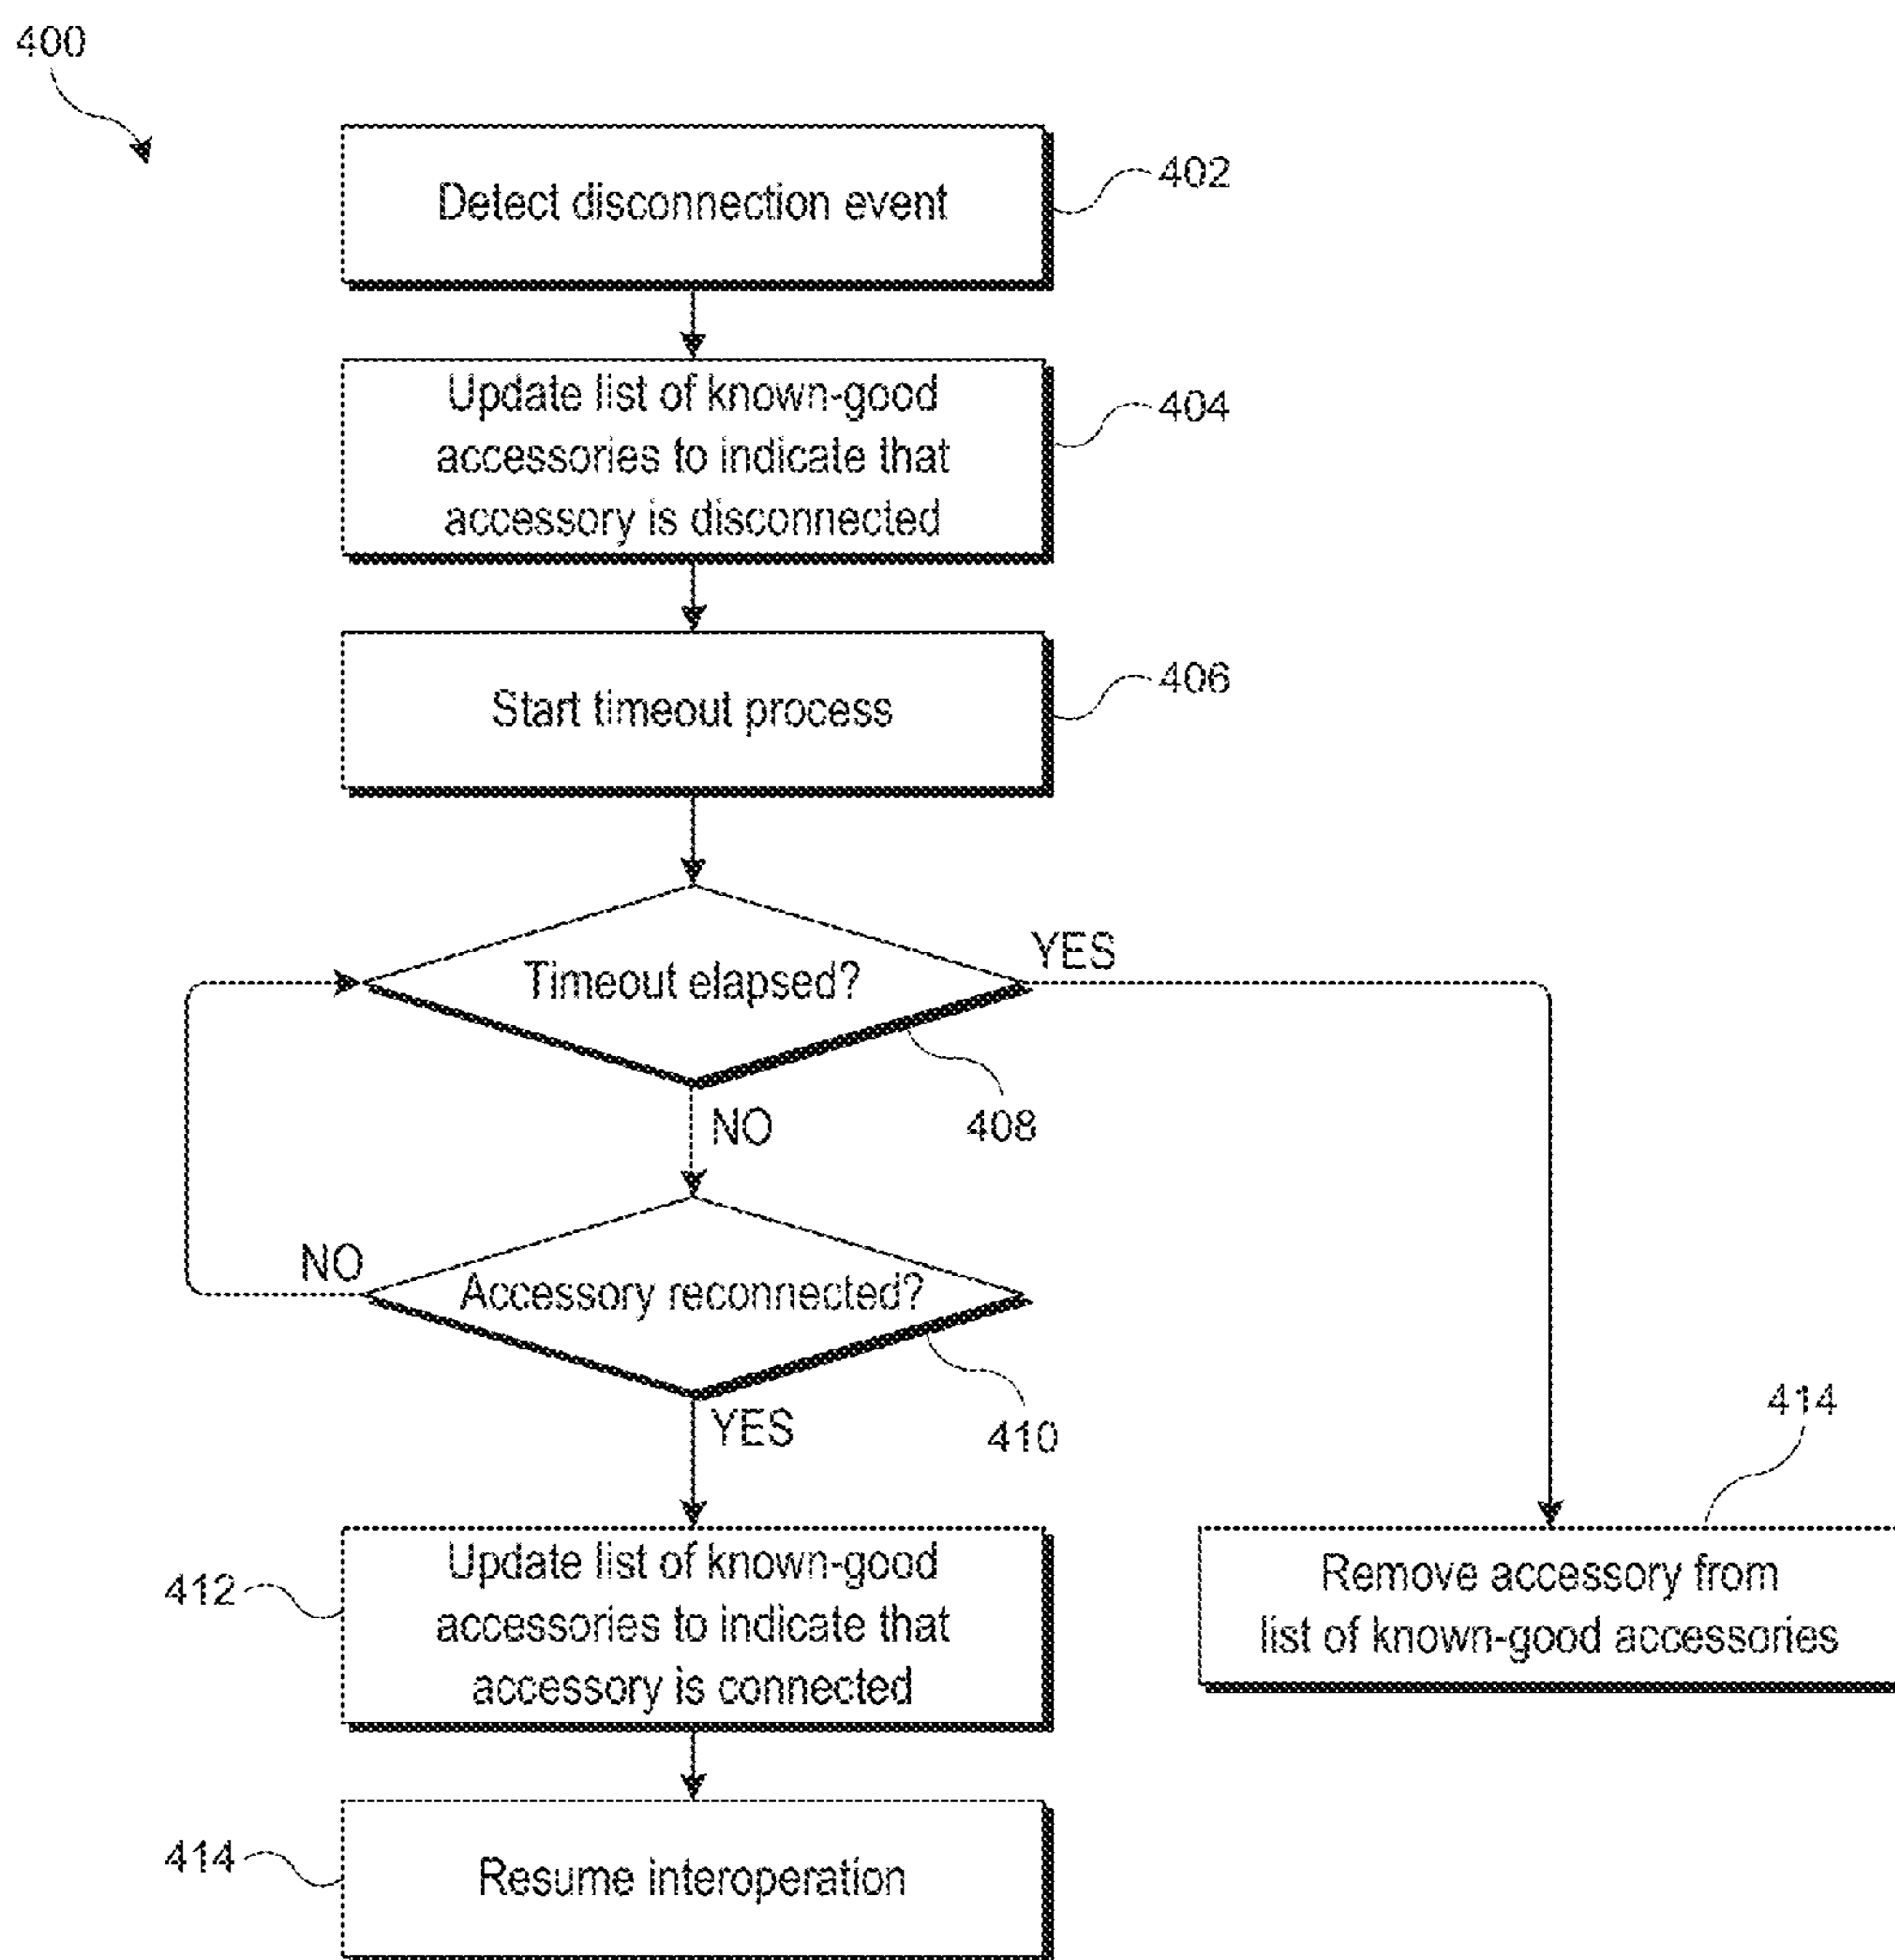 400
Detect disconnection event
402
Update list of known-good
accessories to indicate that
accessory is disconnected
404
Start timeout process
406
Timeout elapsed?
YES
408
NO
Accessory reconnected?
NO
410
YES
412
Update list of known-good
accessories to indicate that
accessory is connected
414
Remove accessory from
list of known-good accessories
414
Resume interoperation